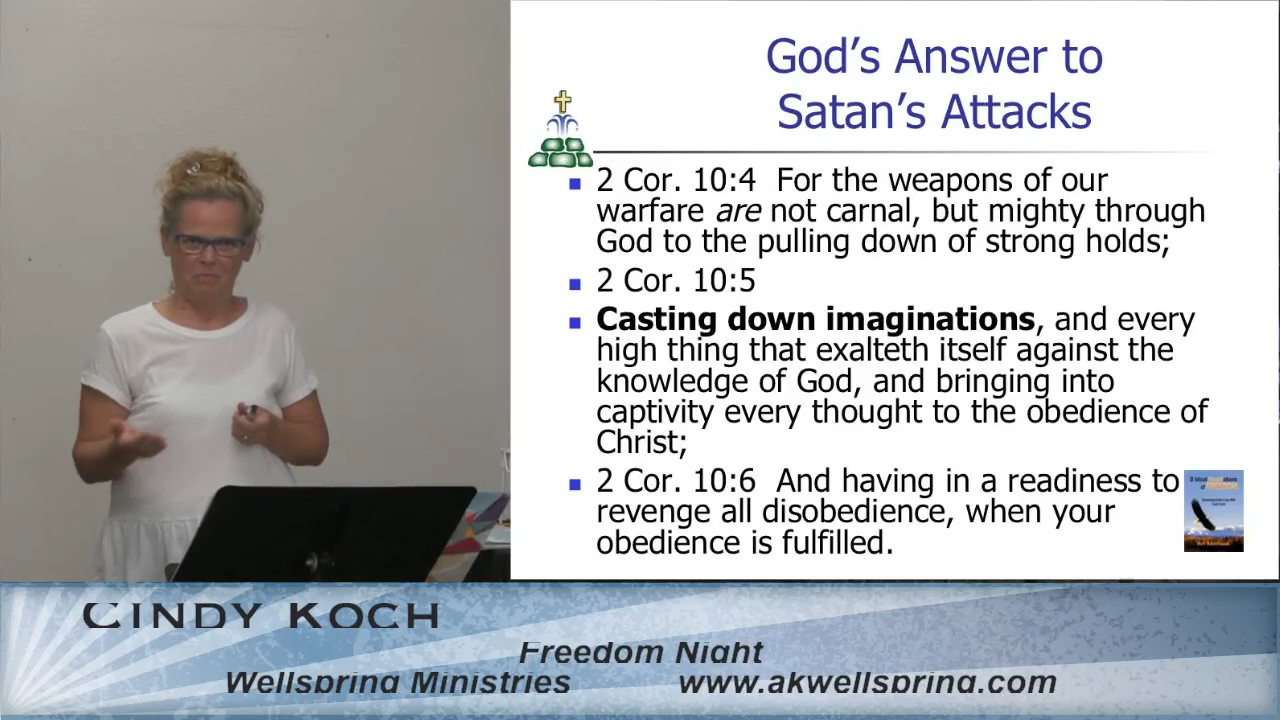 God's Answer to
Satan's Attacks
2 Cor. 10:4 For the weapons of our
warfare are not carnal, but mighty through
God to the pulling down of strong holds;
2 Cor. 10:5
Casting down imaginations, and every
high thing that exalteth itself against the
knowledge of God, and bringing into
captivity every thought to the obedience of
Christ;
2 Cor. 10:6 And having in a readiness to
revenge all disobedience, when your
obedience is fulfilled.
CINDY KOCH
Freedom Night
Wellspring Ministries www.akwellspring.com